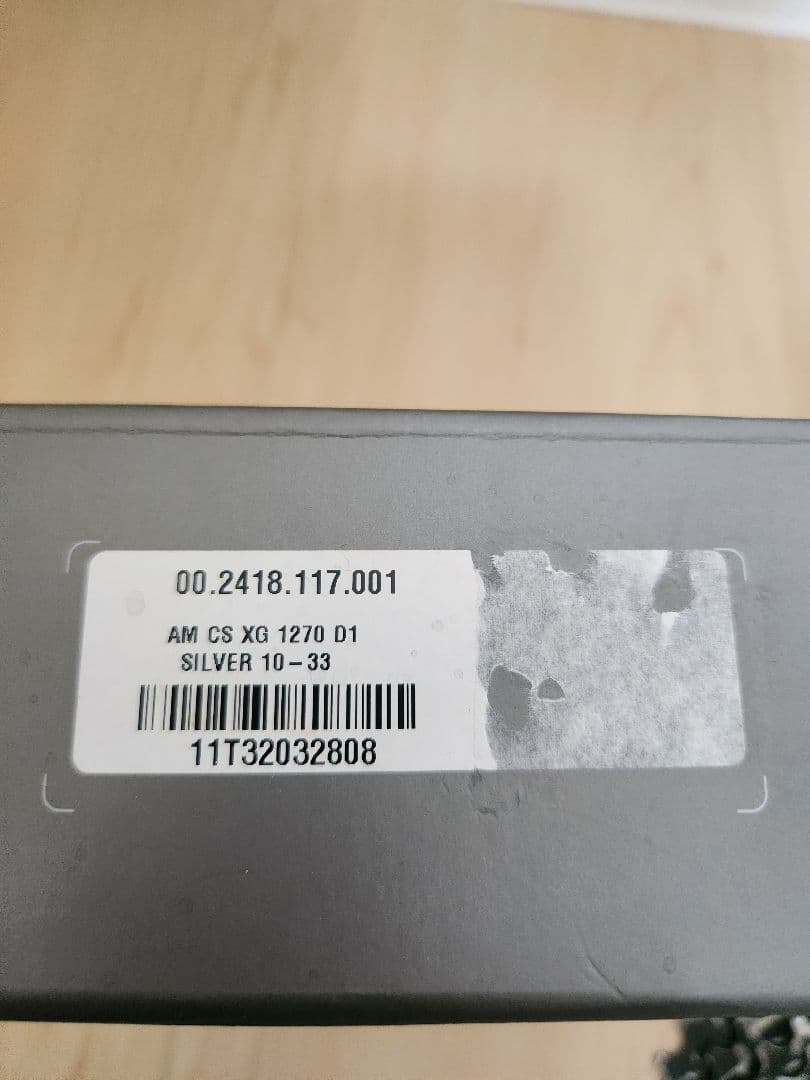 00.2418.117.001
AM CS XG 1270 D1
SILVER 10-33
11T32032808